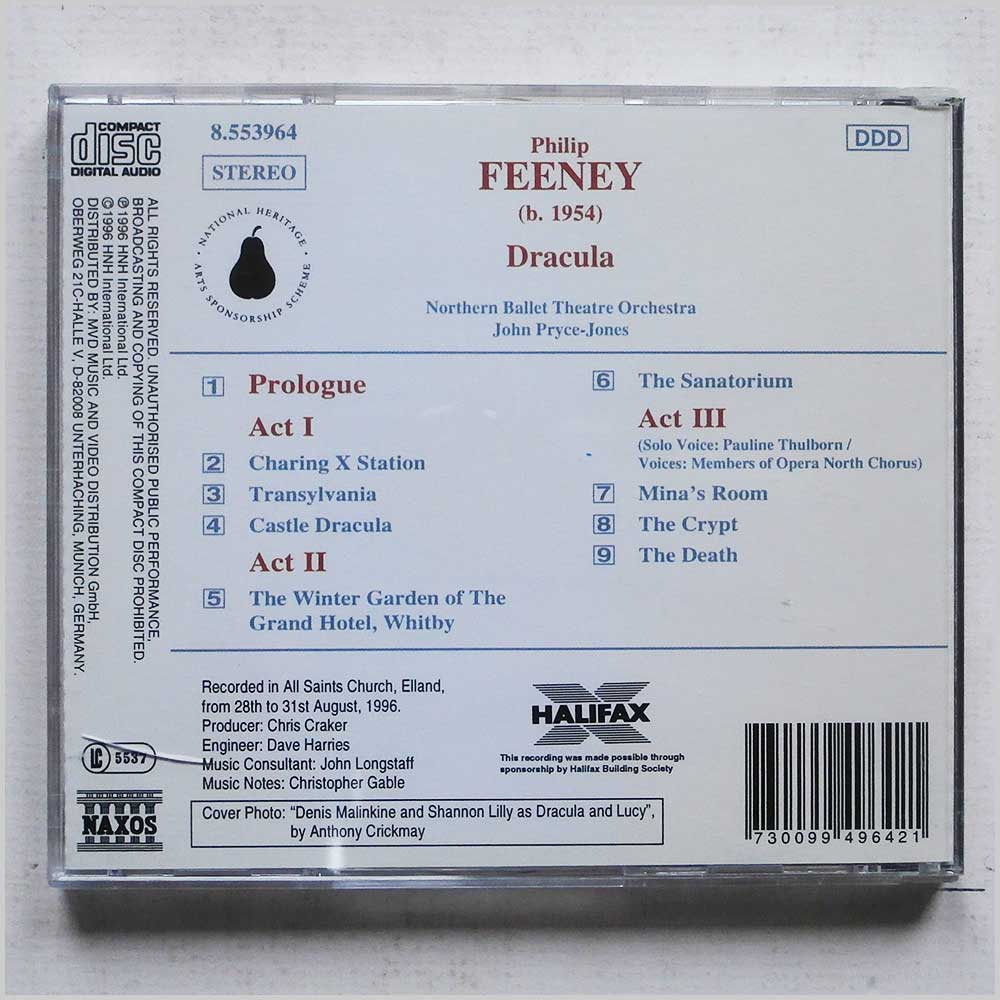 COMPACT
disc
DIGITAL AUDIO
8.553964
STEREO
NATIONAL HERITAGE
ARTS SPONSORSHIP SCHEME
Philip
FEENEY
(b. 1954)
Dracula
DDD
Northern Ballet Theatre Orchestra
John Pryce-Jones
1 Prologue
Act I
2 Charing X Station
3 Transylvania
4 Castle Dracula
Act II
5 The Winter Garden of The
Grand Hotel, Whitby
6 The Sanatorium
Act III
(Solo Voice: Pauline Thulborn /
Voices: Members of Opera North Chorus)
7 Mina's Room
8 The Crypt
9 The Death
ALL RIGHTS RESERVED. UNAUTHORISED PUBLIC PERFORMANCE,
BROADCASTING AND COPYING OF THIS COMPACT DISC PROHIBITED.
℗ 1996 HNH International Ltd.
© 1996 HNH International Ltd.
DISTRIBUTED BY: MVD MUSIC AND VIDEO DISTRIBUTION GmbH,
OBERWEG 21C-HALLE V, D-82008 UNTERHACHING, MUNICH, GERMANY.
Recorded in All Saints Church, Elland,
from 28th to 31st August, 1996.
Producer: Chris Craker
Engineer: Dave Harries
Music Consultant: John Longstaff
Music Notes: Christopher Gable
Cover Photo: “Denis Malinkine and Shannon Lilly as Dracula and Lucy”,
by Anthony Crickmay
HALIFAX
This recording was made possible through
sponsorship by Halifax Building Society
LC 5537
NAXOS
730099 496421